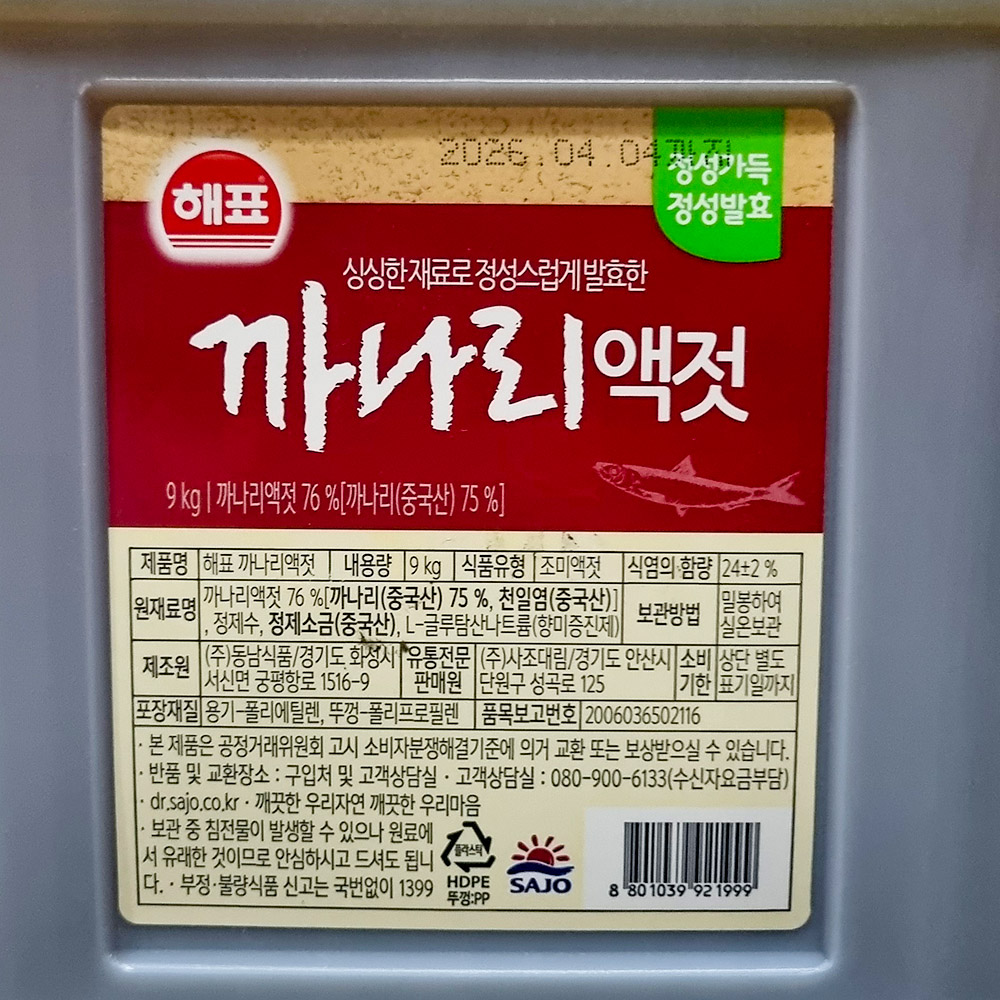 2026.04.04까지
해표
정성가득
정성발효
싱싱한 재료로 정성스럽게 발효한
까나리액젓
9 kg | 까나리액젓 76 %[까나리(중국산) 75 %]
제품명 해표 까나리액젓 내용량 9 kg 식품유형 조미액젓 식염의 함량 24±2 %
원재료명 까나리액젓 76 %[까나리(중국산) 75 %, 천일염(중국산)]
, 정제수, 정제소금(중국산), L-글루탐산나트륨(향미증진제)
보관방법 밀봉하여
실온보관
제조원 (주)동남식품/경기도 화성시
서신면 궁평항로 1516-9
유통전문
판매원
(주)사조대림/경기도 안산시
단원구 성곡로 125
소비
기한
상단 별도
표기일까지
포장재질 용기-폴리에틸렌, 뚜껑-폴리프로필렌 품목보고번호 2006036502116
· 본 제품은 공정거래위원회 고시 소비자분쟁해결기준에 의거 교환 또는 보상받으실 수 있습니다.
· 반품 및 교환장소 : 구입처 및 고객상담실 · 고객상담실 : 080-900-6133(수신자요금부담)
· dr.sajo.co.kr · 깨끗한 우리자연 깨끗한 우리마음
· 보관 중 침전물이 발생할 수 있으나 원료에
서 유래한 것이므로 안심하시고 드셔도 됩니
다. · 부정·불량식품 신고는 국번없이 1399
플라스틱
HDPE
뚜껑:PP
SAJO
8 801039 921999